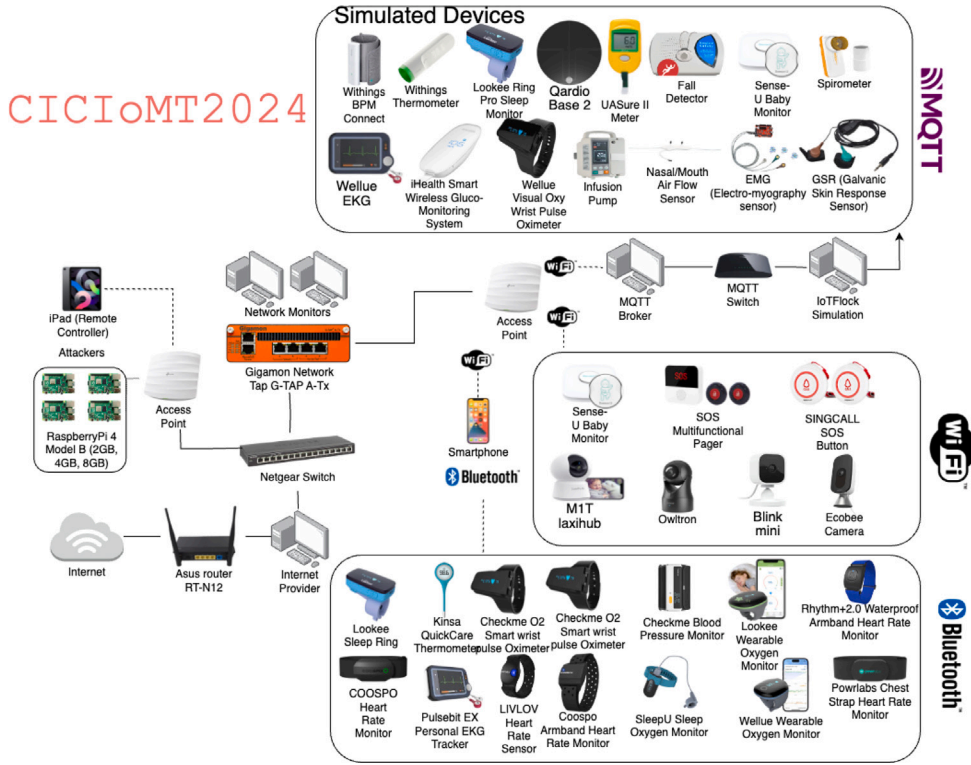 Simulated Devices
CICIoMT2024
Withings
BPM
Connect
Withings
Thermometer
Lookee Ring
Pro Sleep
Monitor
Qardio
Base 2
UASure II
Meter
Fall
Detector
Sense-
U Baby
Monitor
Spirometer
MQTT
Wellue
EKG
iHealth Smart
Wireless Gluco-
Monitoring
System
Wellue
Visual Oxy
Wrist Pulse
Oximeter
Infusion
Pump
Nasal/Mouth
Air Flow
Sensor
EMG
(Electro-myography
sensor)
GSR (Galvanic
Skin Response
Sensor)
iPad (Remote
Controller)
Attackers
RaspberryPi 4
Model B (2GB,
4GB, 8GB)
Access
Point
Network Monitors
Gigamon
Gigamon Network
Tap G-TAP A-Tx
Netgear Switch
Internet
Asus router
RT-N12
Internet
Provider
Access
Point
WiFi
WiFi
MQTT
Broker
MQTT
Switch
IoTFlock
Simulation
WiFi
Smartphone
Bluetooth
Sense-
U Baby
Monitor
SOS
SOS
Multifunctional
Pager
SINGCALL
SOS
Button
M1T
laxihub
Owltron
Blink
mini
Ecobee
Camera
WiFi
Lookee
Sleep Ring
Kinsa
QuickCare
Thermometer
Checkme O2
Smart wrist
pulse Oximeter
Checkme O2
Smart wrist
pulse Oximeter
Checkme Blood
Pressure Monitor
Lookee
Wearable
Oxygen
Monitor
Rhythm+2.0 Waterproof
Armband Heart Rate
Monitor
COOSPO
Heart
Rate
Monitor
Pulsebit EX
Personal EKG
Tracker
LIVLOV
Heart
Rate
Sensor
Coospo
Armband Heart
Rate Monitor
SleepU Sleep
Oxygen Monitor
Wellue Wearable
Oxygen Monitor
Powrlabs Chest
Strap Heart Rate
Monitor
Bluetooth